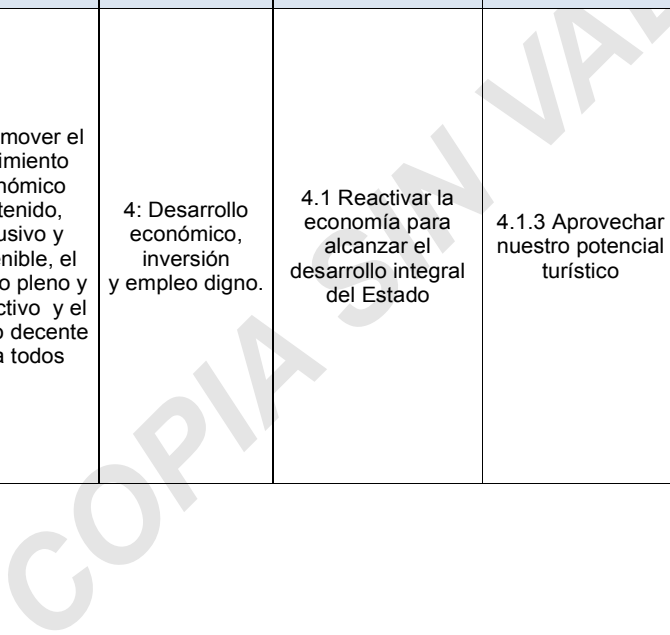 mover el
imiento
nómico
tenido,
usivo y
nible, el
o pleno y
ctivo y el
o decente
a todos
4: Desarrollo
económico,
inversión
y empleo digno.
4.1 Reactivar la
economía para
alcanzar el
desarrollo integral
del Estado
4.1.3 Aprovechar
nuestro potencial
turístico
COPIA SIN VAL